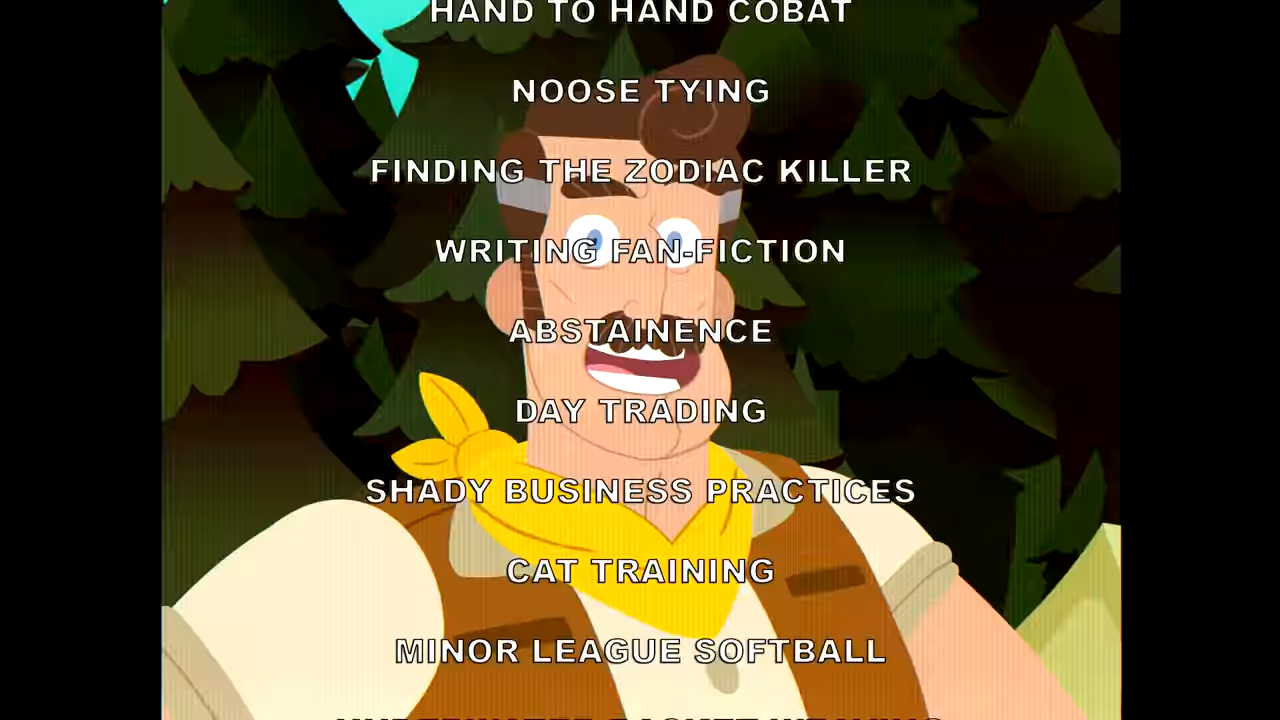 HAND TO HAND COBAT
NOOSE TYING
FINDING THE ZODIAC KILLER
WRITING FAN-FICTION
ABSTAINENCE
DAY TRADING
SHADY BUSINESS PRACTICES
CAT TRAINING
MINOR LEAGUE SOFTBALL